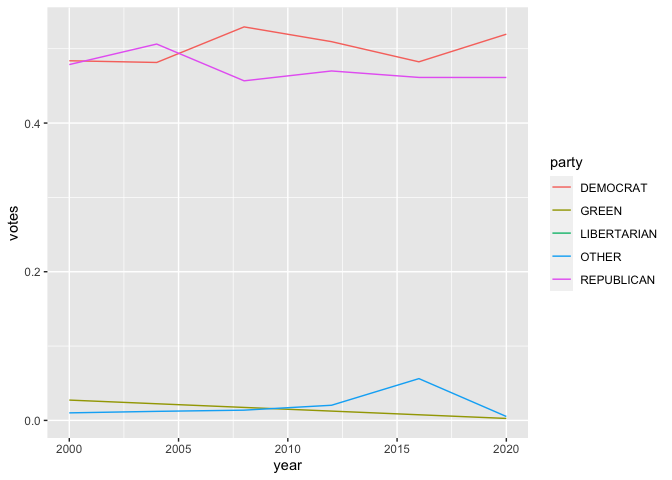 0.4
0.2
0.0
votes
2000 2005 2010 2015 2020
year
party
DEMOCRAT
GREEN
LIBERTARIAN
OTHER
REPUBLICAN